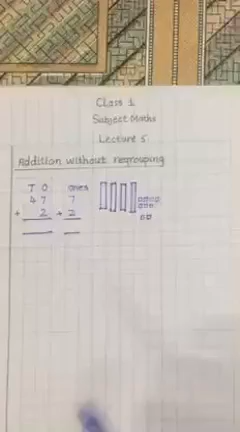 Class 1
Subject Maths
Lecture 5
Addition without regrouping
T O ones
4 7 7
+ 2 + 2